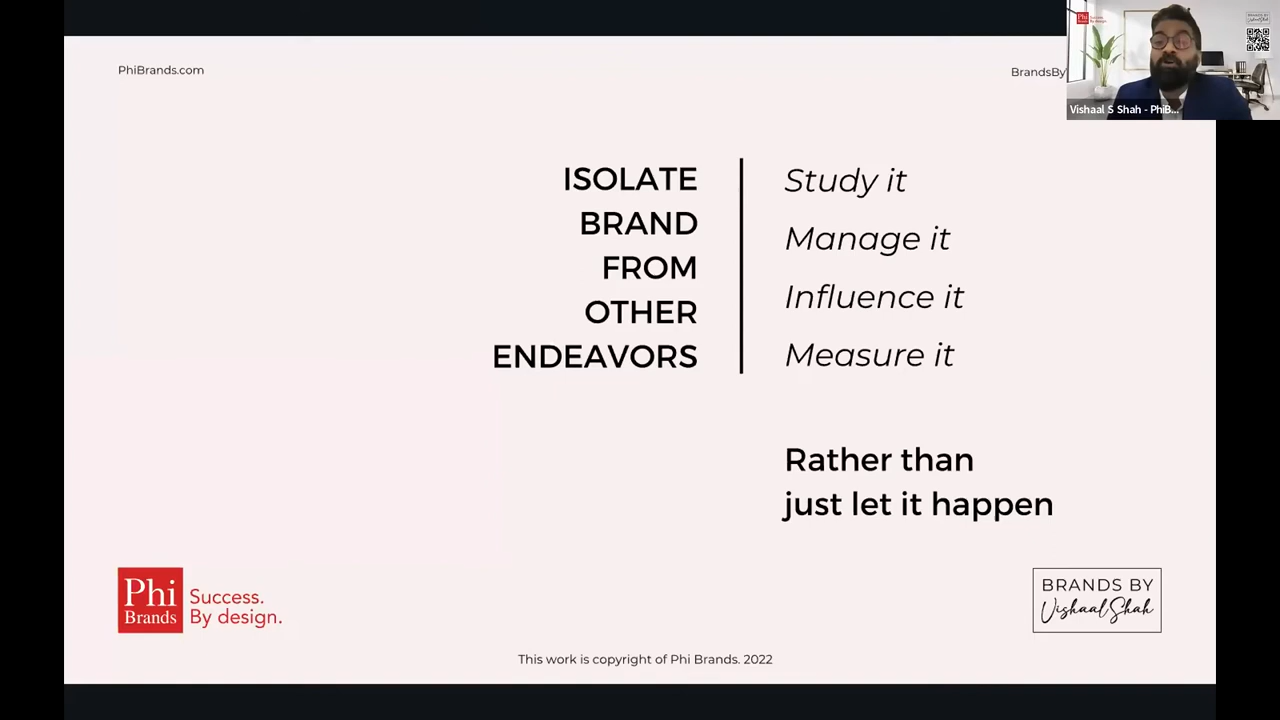 PhiBrands.com
BrandsBy
Vishaal S Shah - PhiB...
ISOLATE
BRAND
FROM
OTHER
ENDEAVORS
Study it
Manage it
Influence it
Measure it
Rather than
just let it happen
Phi
Brands
Success.
By design.
BRANDS BY
Vishaal Shah
This work is copyright of Phi Brands. 2022